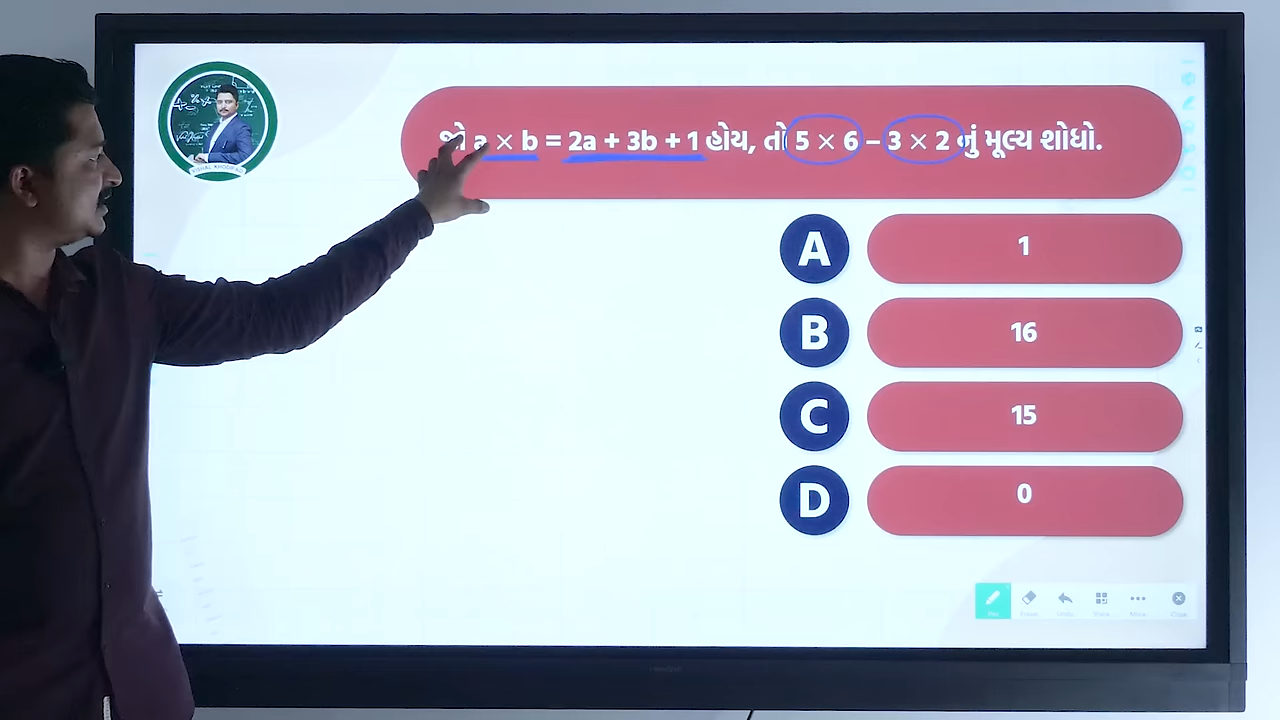 જો a × b = 2a + 3b + 1 હોય, તો 5 × 6 – 3 × 2 નું મૂલ્ય શોધો.
A 1
B 16
C 15
D 0